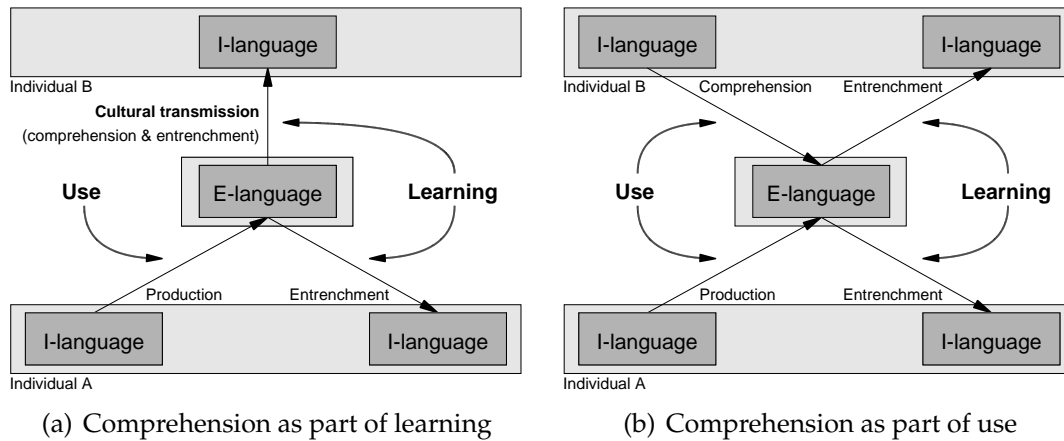 I-language
Individual B
Cultural transmission
(comprehension & entrenchment)
Use
E-language
Learning
Production
Entrenchment
I-language
I-language
Individual A
(a) Comprehension as part of learning
I-language
I-language
Individual B
Comprehension
Entrenchment
Use
E-language
Learning
Production
Entrenchment
I-language
I-language
Individual A
(b) Comprehension as part of use